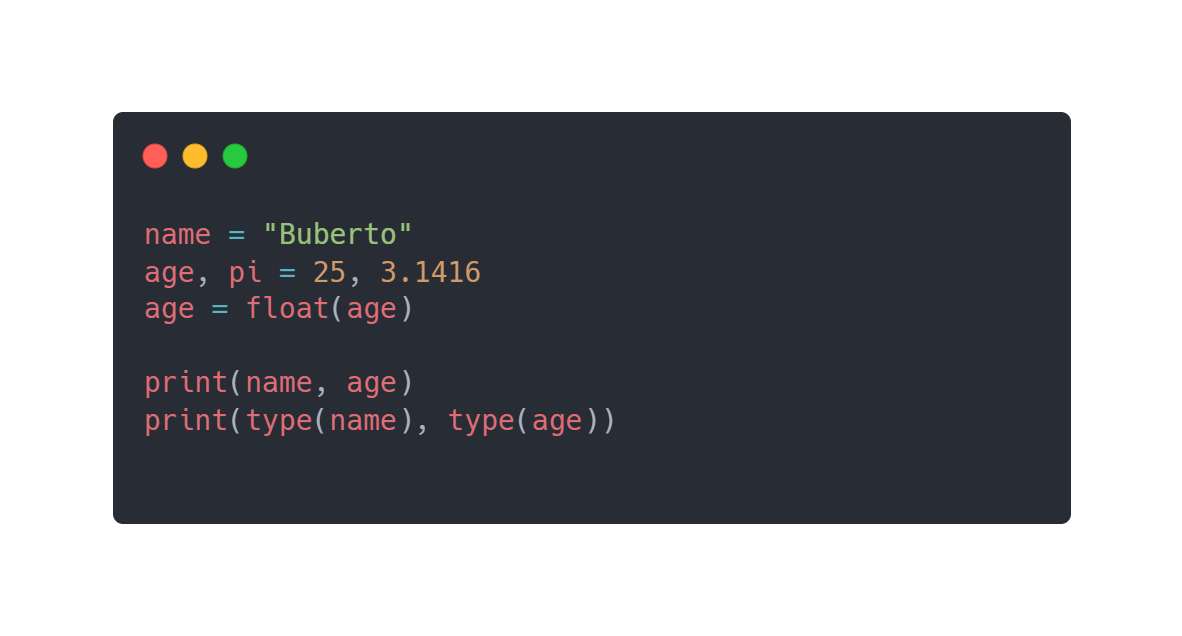 name = "Buberto"
age, pi = 25, 3.1416
age = float(age)
print(name, age)
print(type(name), type(age))